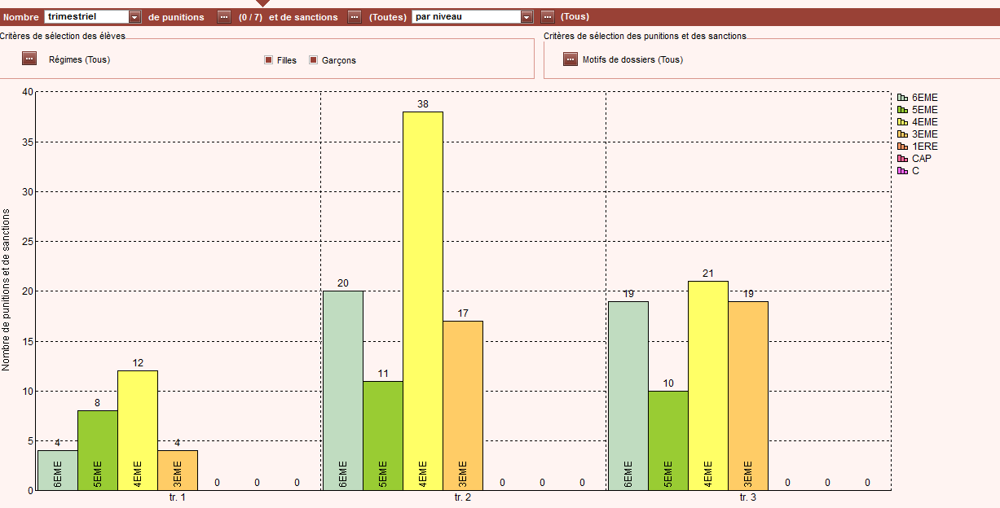 Nombre trimestriel de punitions ... (0 / 7) et de sanctions ... (Toutes) par niveau ... (Tous)
Critères de sélection des élèves
... Régimes (Tous) Filles Garçons
Critères de sélection des punitions et des sanctions
... Motifs de dossiers (Tous)
Nombre de punitions et de sanctions
40
35
30
25
20
15
10
5
0
4 8 12 4 0 0 0
6EME 5EME 4EME 3EME
tr. 1
20 11 38 17 0 0 0
6EME 5EME 4EME 3EME
tr. 2
19 10 21 19 0 0 0
6EME 5EME 4EME 3EME
tr. 3
6EME
5EME
4EME
3EME
1ERE
CAP
C